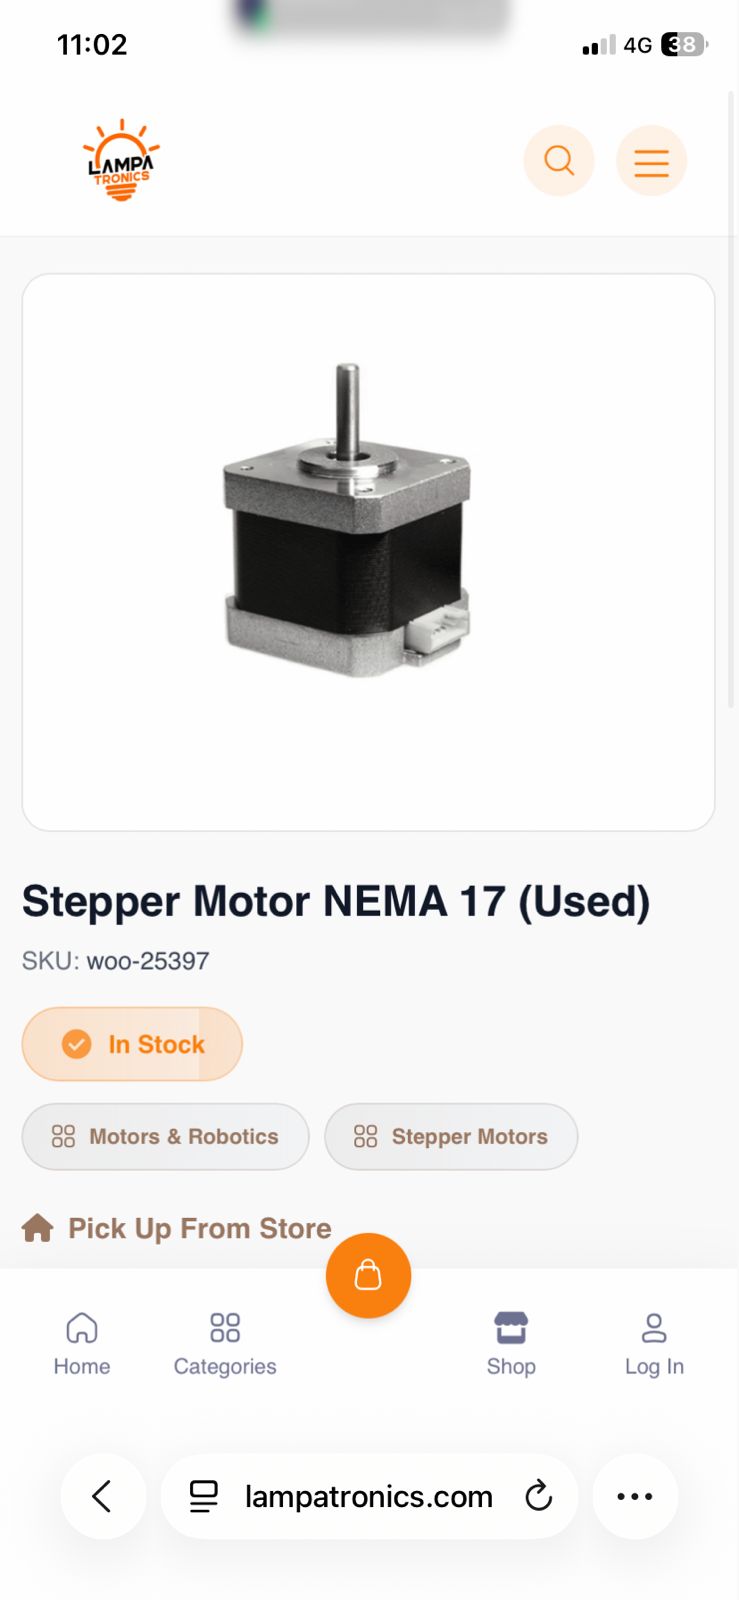 11:02
4G
38
LAMPA
TRONICS
Stepper Motor NEMA 17 (Used)
SKU: woo-25397
In Stock
Motors & Robotics
Stepper Motors
Pick Up From Store
Home
Categories
Shop
Log In
lampatronics.com